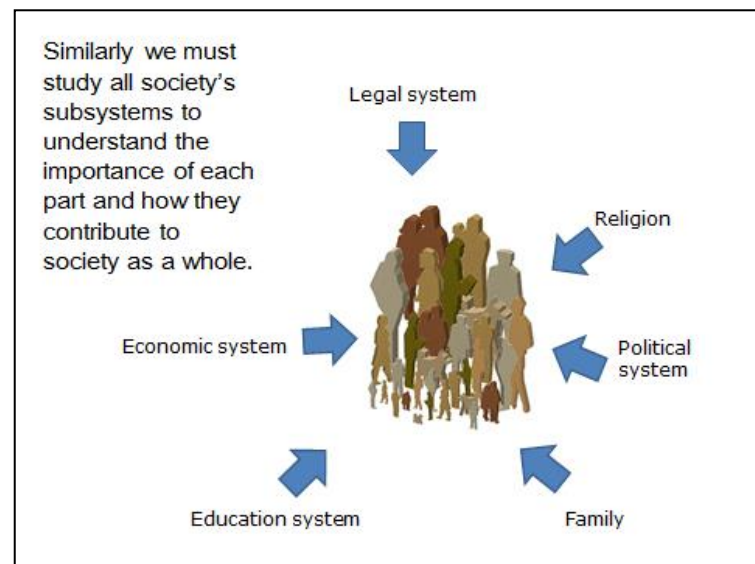 Similarly we must
study all society's
subsystems to
understand the
importance of each
part and how they
contribute to
society as a whole.
Legal system
Religion
Economic system
Political
system
Education system
Family